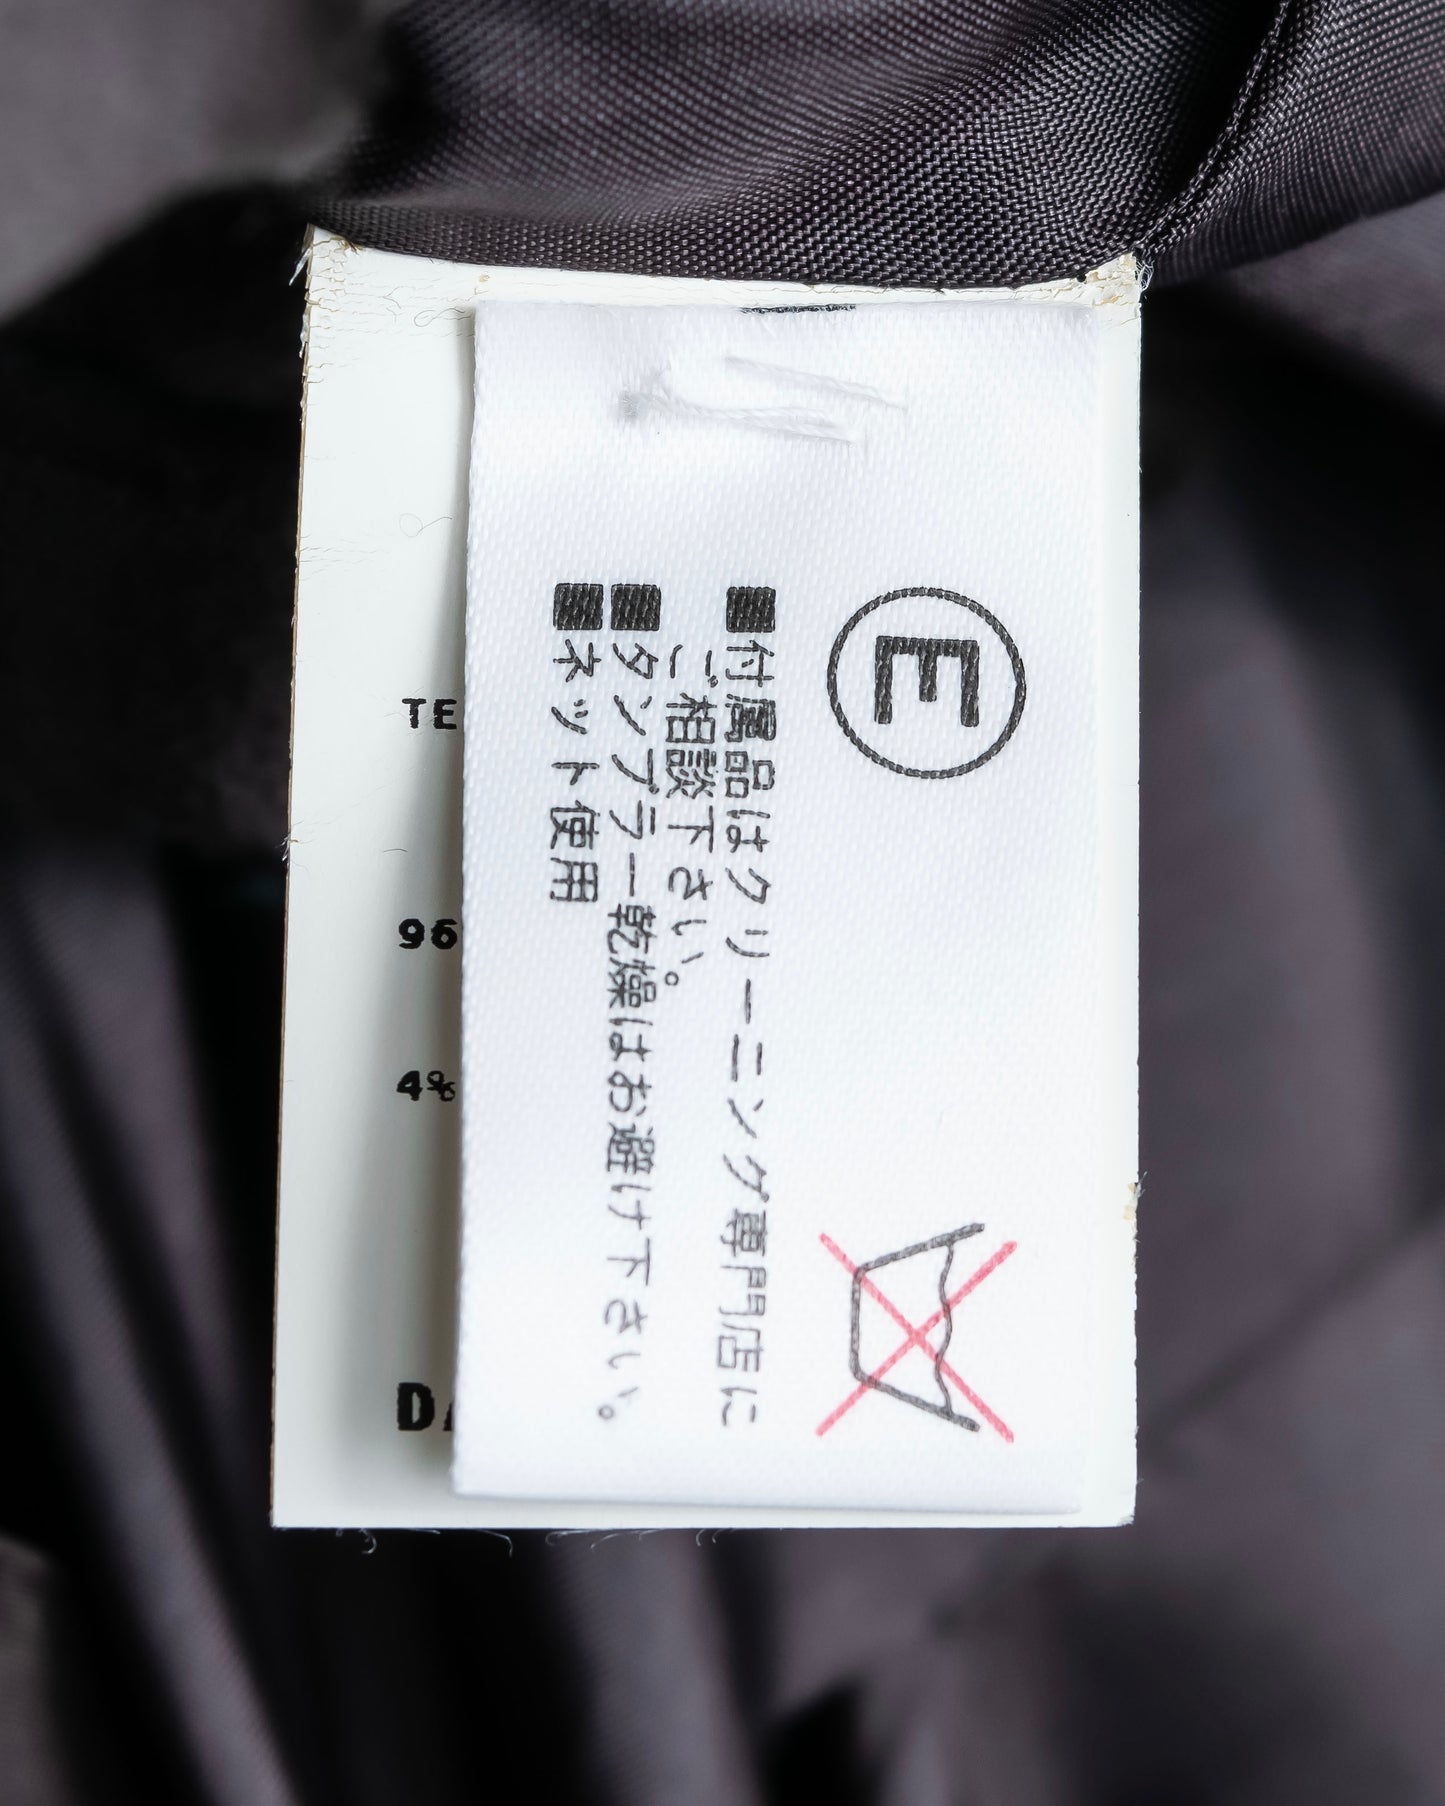 E
■付属品はクリーニング専門店に
ご相談下さい。
■タンブラー乾燥はお避け下さい。
■ネット使用
TE
96
4%
D